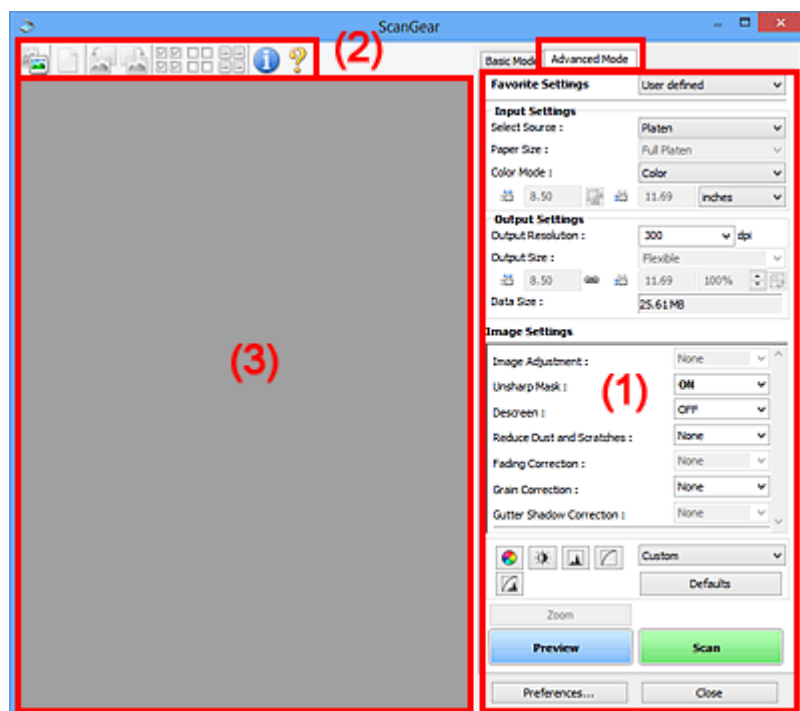 ScanGear
(2)
Basic Mode Advanced Mode
Favorite Settings User defined
Input Settings
Select Source : Platen
Paper Size : Full Platen
Color Mode : Color
8.50 11.69 inches
Output Settings
Output Resolution : 300 dpi
Output Size : Flexible
8.50 11.69 100%
Data Size : 25.61MB
Image Settings
(3)
(1)
Image Adjustment : None
Unsharp Mask : ON
Descreen : OFF
Reduce Dust and Scratches : None
Fading Correction : None
Grain Correction : None
Gutter Shadow Correction : None
Custom
Defaults
Zoom
Preview Scan
Preferences... Close